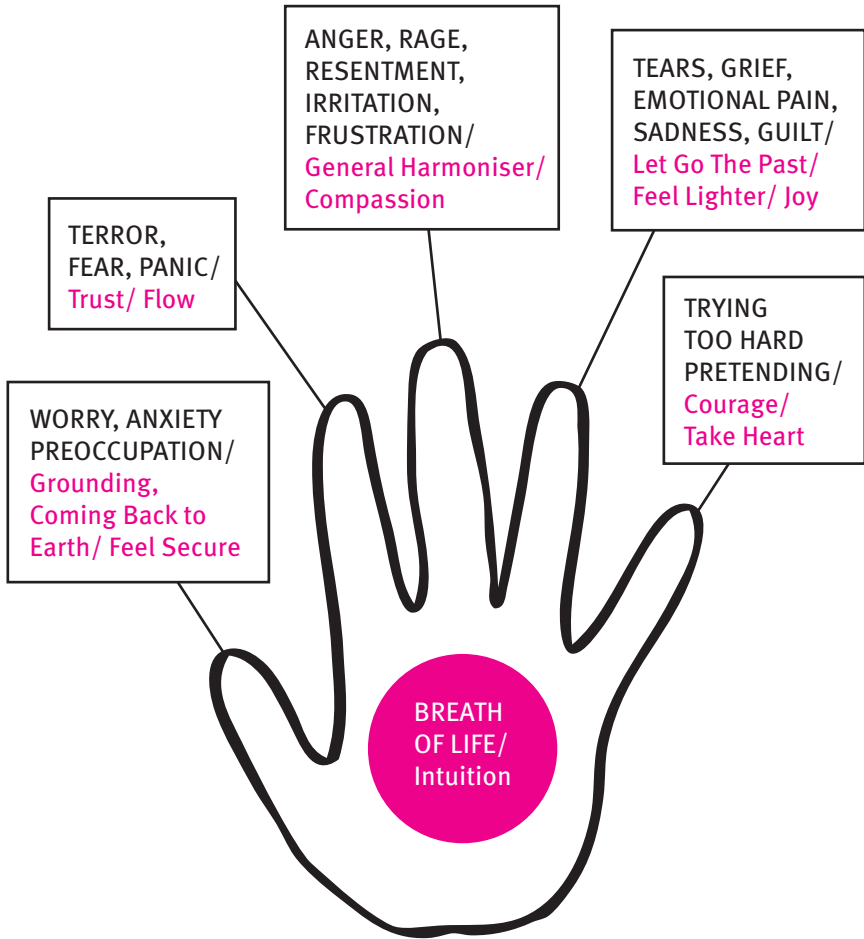 ANGER, RAGE,
RESENTMENT,
IRRITATION,
FRUSTRATION/
General Harmoniser/
Compassion
TEARS, GRIEF,
EMOTIONAL PAIN,
SADNESS, GUILT/
Let Go The Past/
Feel Lighter/ Joy
TERROR,
FEAR, PANIC/
Trust/ Flow
TRYING
TOO HARD
PRETENDING/
Courage/
Take Heart
WORRY, ANXIETY
PREOCCUPATION/
Grounding,
Coming Back to
Earth/ Feel Secure
BREATH
OF LIFE/
Intuition